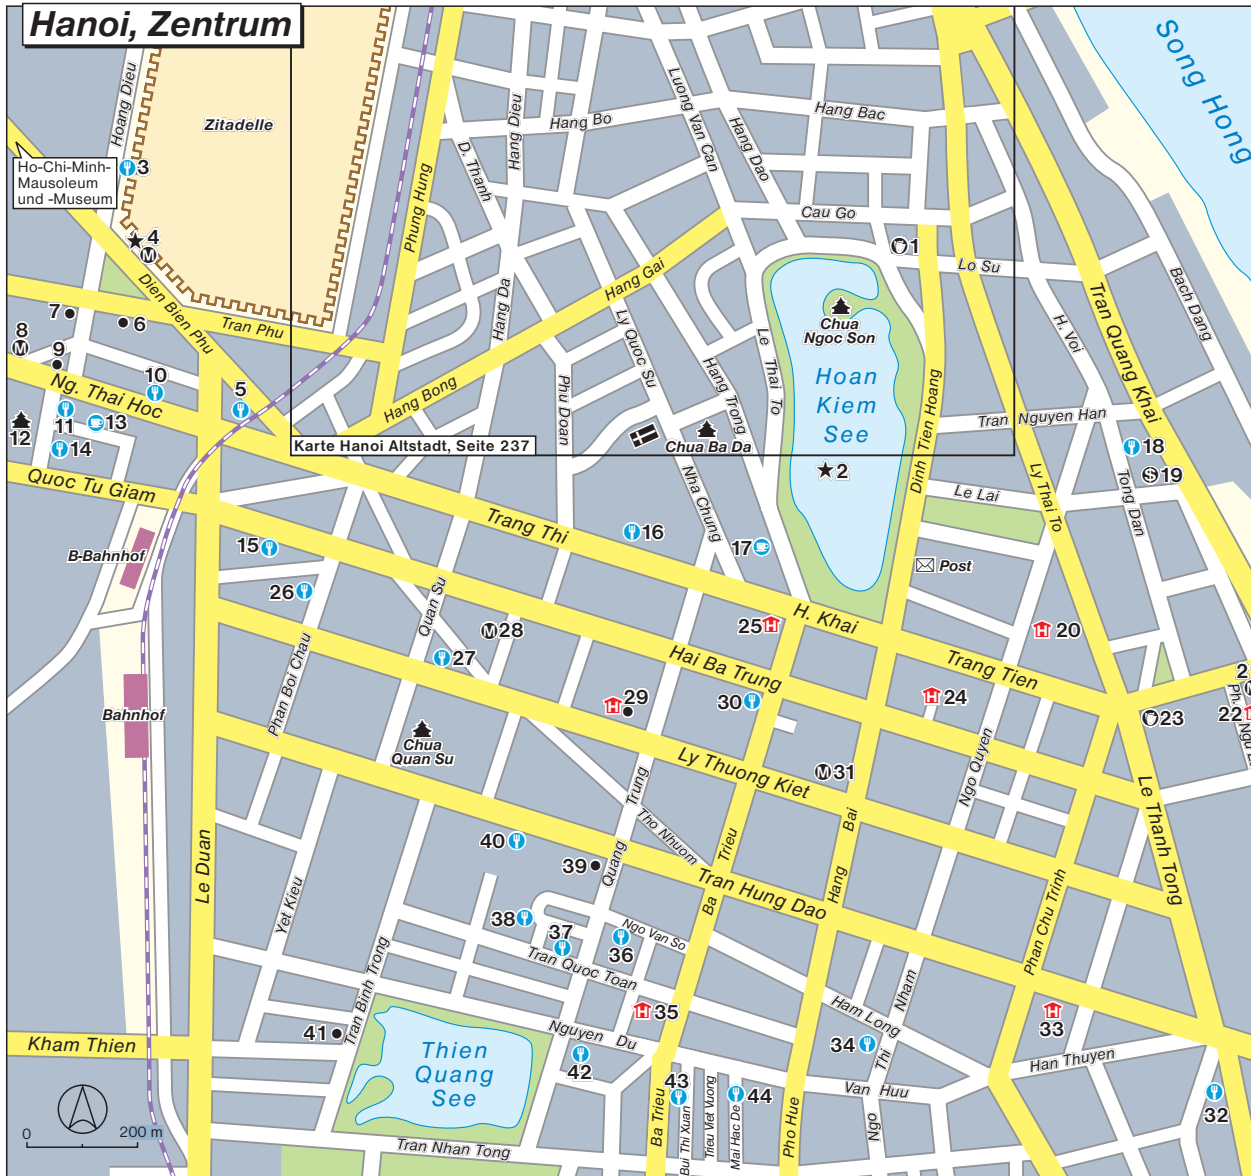 Hanoi, Zentrum
Song Hong
Hoang Dieu
Zitadelle
Hang Dieu
Hang Bo
Luong Van Can
Hang Dao
Hang Bac
Ho-Chi-Minh-
Mausoleum
und -Museum
3
D. Thanh
Phung Hung
Cau Go
1
Lo Su
4
M
Dien Bien Phu
Hang Gai
Hang Da
Ly Quoc Su
Chua
Ngoc Son
Tran Quang Khai
Bach Dang
H. Voi
7
6
Tran Phu
8
M
9
Ng. Thai Hoc
10
5
Hang Bong
Phu Doan
Hang Trong
Le Thai To
Hoan
Kiem
See
Dinh Tien Hoang
Tran Nguyen Han
11
13
12
14
Karte Hanoi Altstadt, Seite 237
Chua Ba Da
2
18
S
19
Quoc Tu Giam
Nha Chung
Le Lai
Ly Thai To
Tong Dan
Trang Thi
16
17
B-Bahnhof
15
Post
26
Quan Su
M
28
25
H
H. Khai
H
20
27
Hai Ba Trung
Trang Tien
Phan Boi Chau
H
29
30
H
24
2
Ph.
22
H
Ngu L
23
Bahnhof
Chua
Quan Su
Ly Thuong Kiet
M
31
Ngo Quyen
Le Thanh Tong
Le Duan
Quang Trung
Tho Nhuom
Ba Trieu
Hang Bai
40
39
Tran Hung Dao
Yet Kieu
Phan Chu Trinh
38
37
36
Ngo Van So
Tran Quoc Toan
Tran Binh Trong
H
35
Ham Long
Ngo Thi Nham
H
33
41
Nguyen Du
34
Kham Thien
Thien
Quang
See
42
Han Thuyen
43
44
Van Huu
32
Ba Trieu
Bui Thi Xuan
Trieu Viet Vuong
Mai Hac De
Pho Hue
0
200 m
Tran Nhan Tong